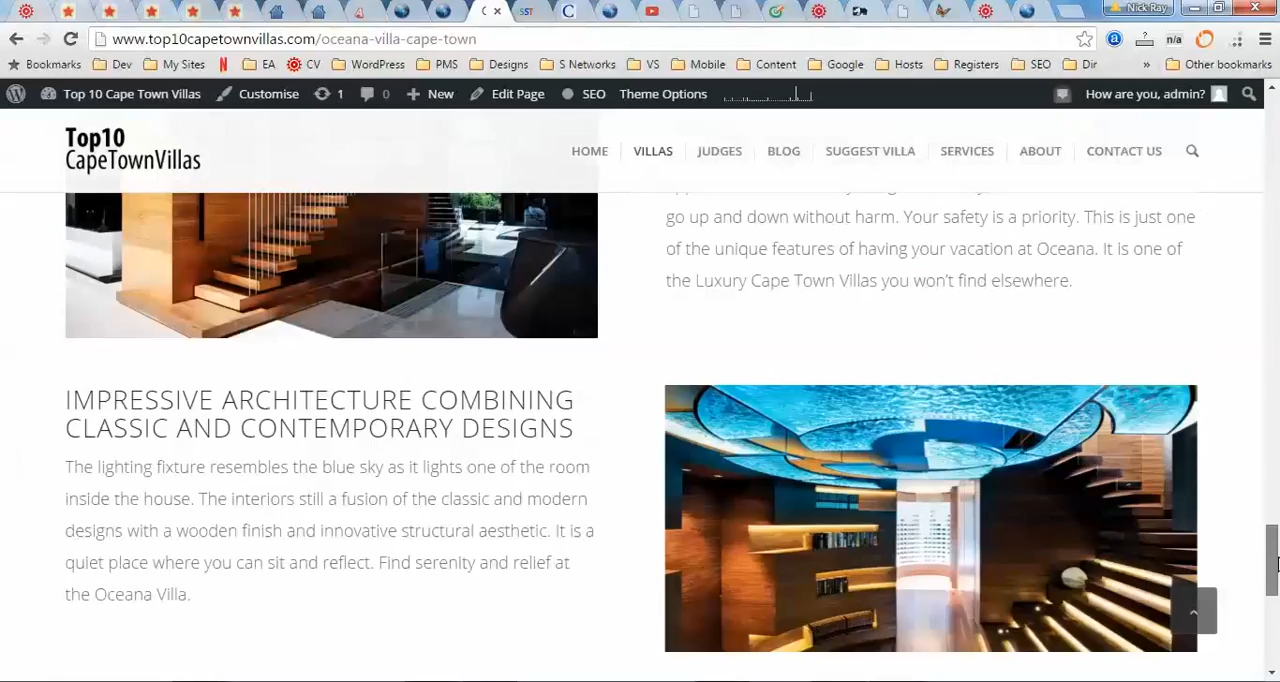 Nick Ray
SST
www.top10capetownvillas.com/oceana-villa-cape-town
n/a
Bookmarks Dev My Sites EA CV WordPress PMS Designs S Networks VS Mobile Content Google Hosts Registers SEO Dir » Other bookmarks
Top 10 Cape Town Villas Customise 1 0 New Edit Page SEO Theme Options How are you, admin?
Top10
CapeTownVillas
HOME VILLAS JUDGES BLOG SUGGEST VILLA SERVICES ABOUT CONTACT US
go up and down without harm. Your safety is a priority. This is just one
of the unique features of having your vacation at Oceana. It is one of
the Luxury Cape Town Villas you won't find elsewhere.
IMPRESSIVE ARCHITECTURE COMBINING
CLASSIC AND CONTEMPORARY DESIGNS
The lighting fixture resembles the blue sky as it lights one of the room
inside the house. The interiors still a fusion of the classic and modern
designs with a wooden finish and innovative structural aesthetic. It is a
quiet place where you can sit and reflect. Find serenity and relief at
the Oceana Villa.